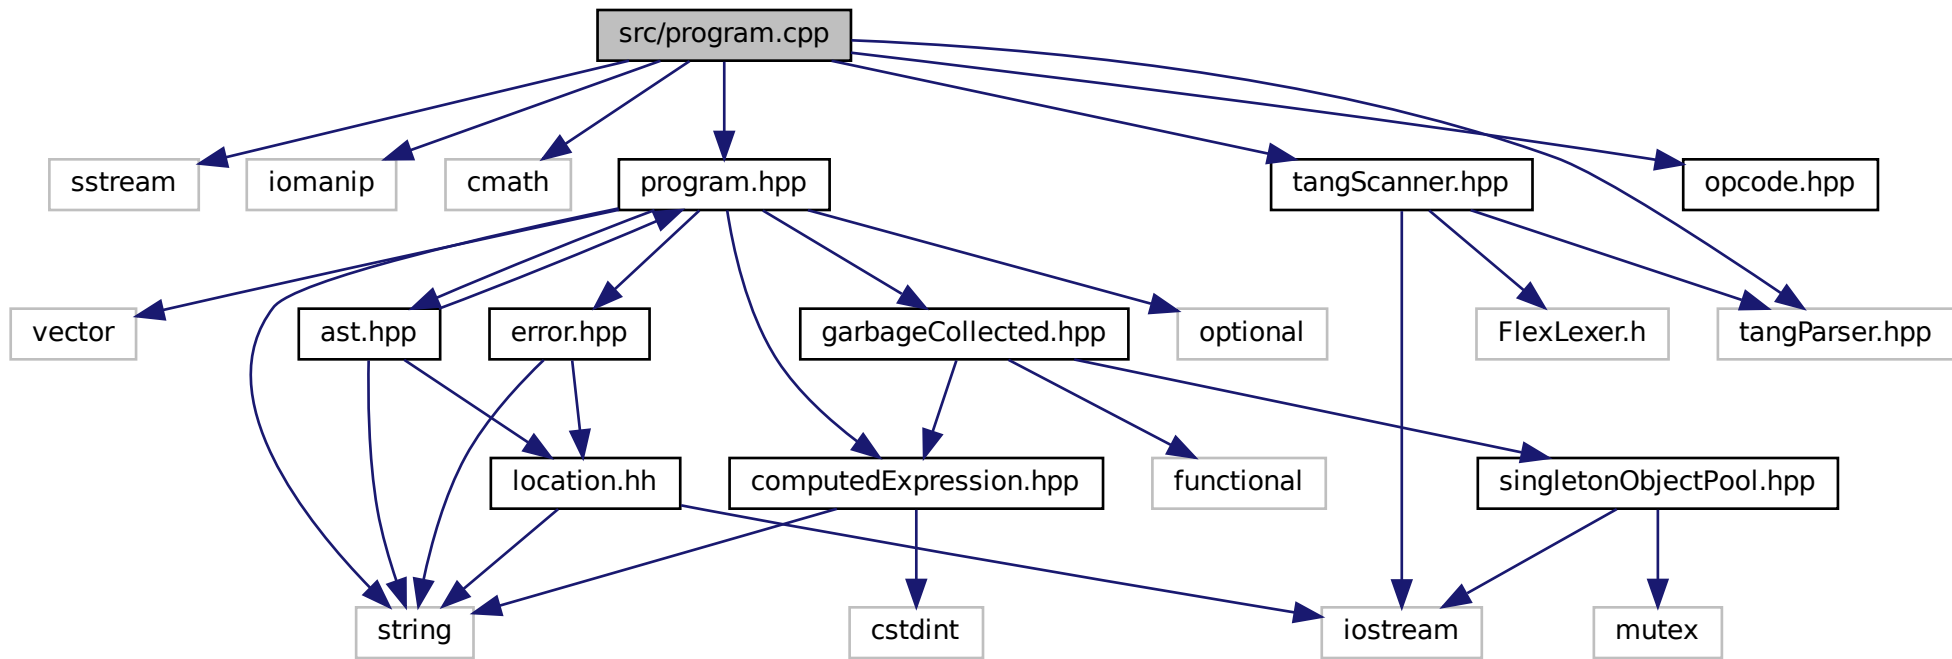 src/program.cpp
sstream
iomanip
cmath
program.hpp
tangScanner.hpp
opcode.hpp
vector
ast.hpp
error.hpp
garbageCollected.hpp
optional
FlexLexer.h
tangParser.hpp
location.hh
computedExpression.hpp
functional
singletonObjectPool.hpp
string
cstdint
iostream
mutex